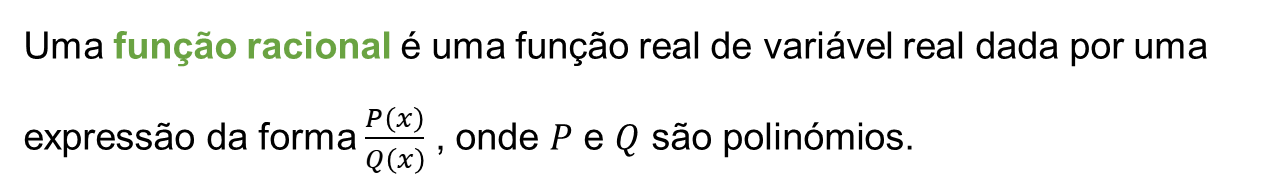 Uma função racional é uma função real de variável real dada por uma
expressão da forma P(x)/Q(x) , onde P e Q são polinómios.